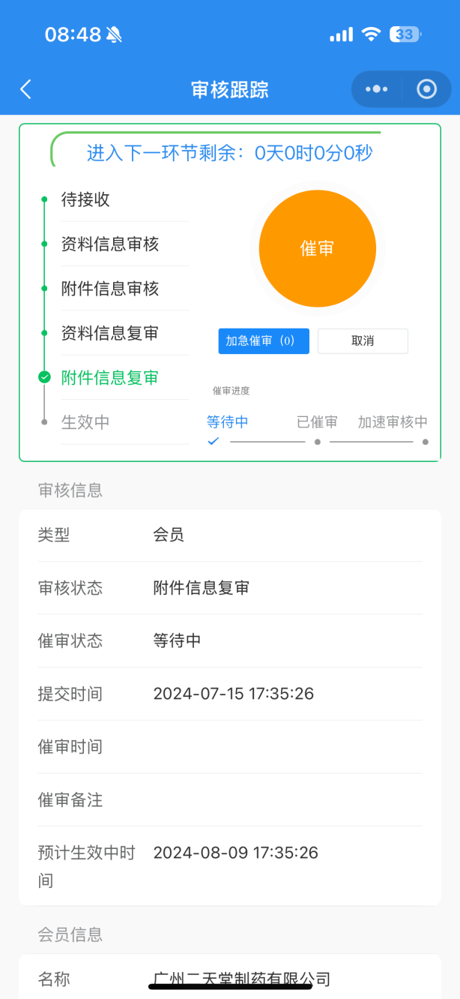 08:48
33
审核跟踪
进入下一环节剩余：0天0时0分0秒
待接收
资料信息审核
附件信息审核
资料信息复审
附件信息复审
生效中
催审
加急催审（0）
取消
催审进度
等待中
已催审
加速审核中
审核信息
类型 会员
审核状态 附件信息复审
催审状态 等待中
提交时间 2024-07-15 17:35:26
催审时间
催审备注
预计生效中时 2024-08-09 17:35:26
间
会员信息
名称 广州二天堂制药有限公司